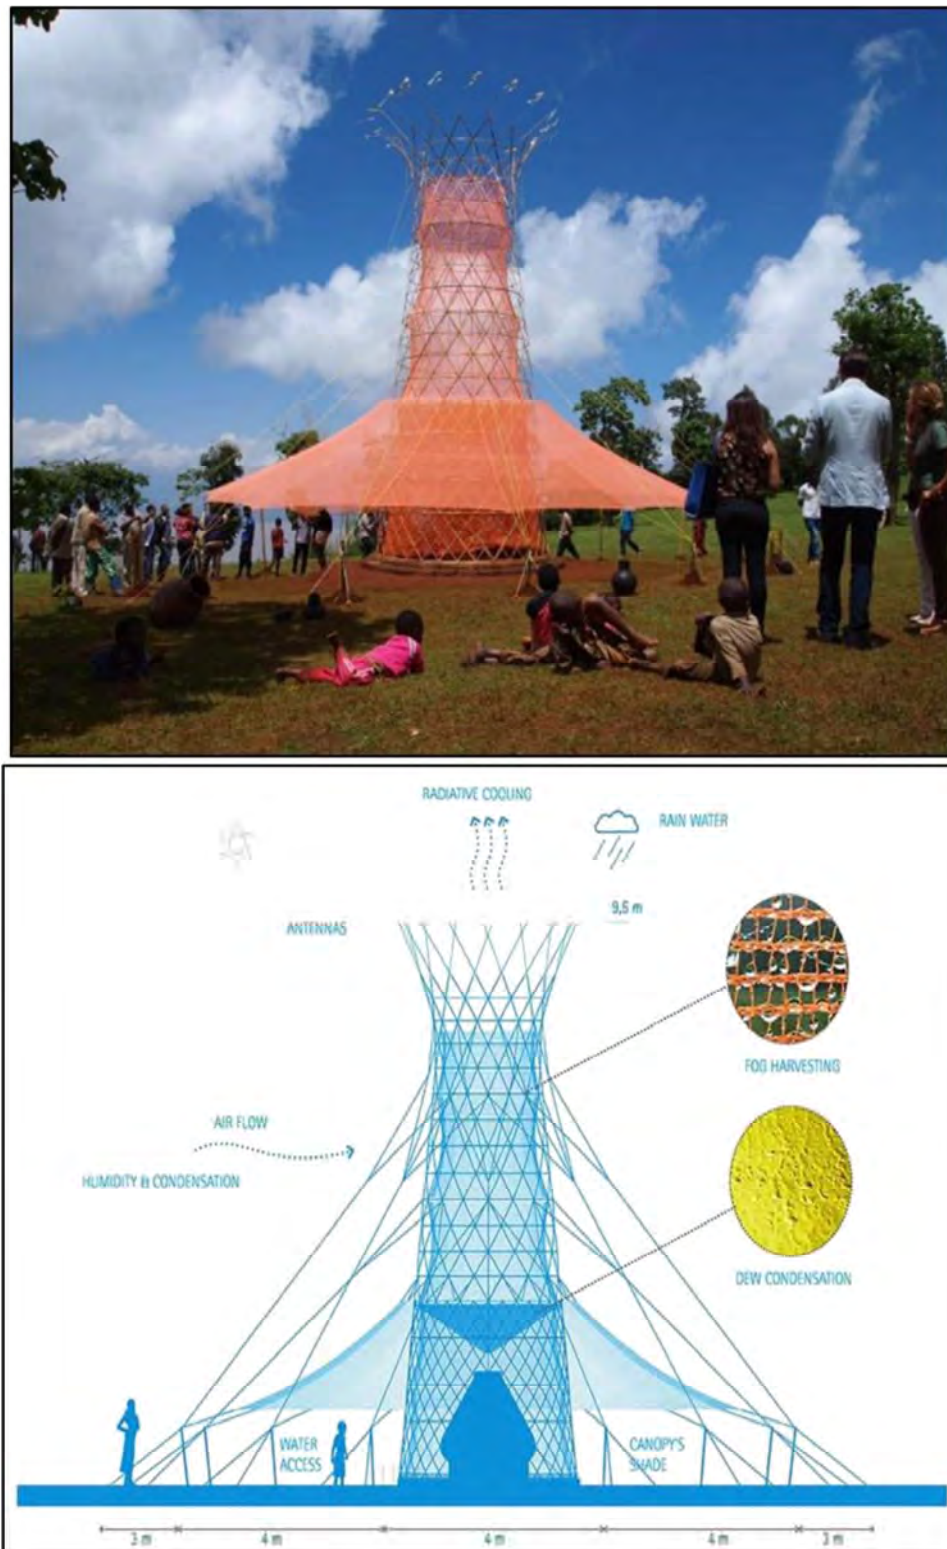 RADIATIVE COOLING
RAIN WATER
9,5 m
ANTENNAS
FOG HARVESTING
AIR FLOW
HUMIDITY & CONDENSATION
DEW CONDENSATION
WATER
ACCESS
CANOPY'S
SHADE
3 m 4 m 4 m 4 m 3 m